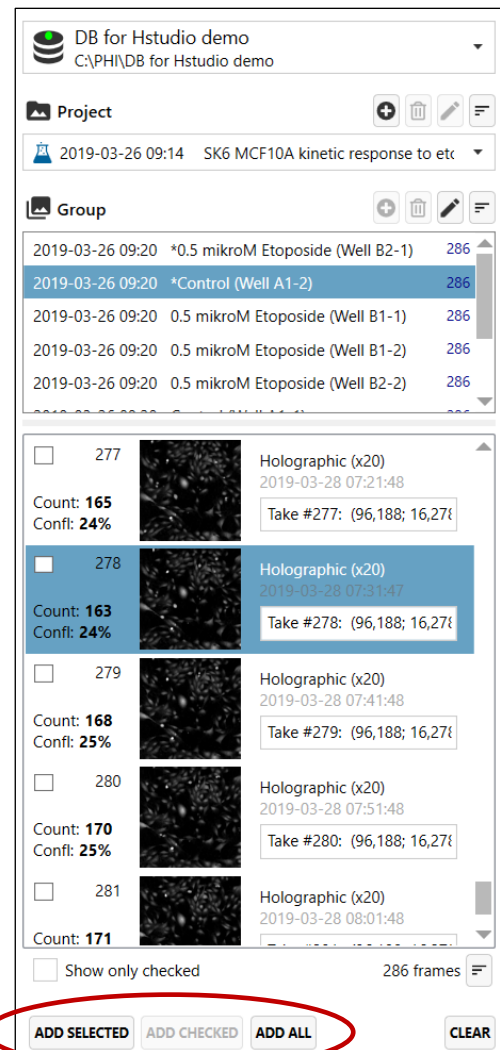 DB for Hstudio demo
C:\PHI\DB for Hstudio demo
Project
2019-03-26 09:14 SK6 MCF10A kinetic response to etc
Group
2019-03-26 09:20 *0.5 mikroM Etoposide (Well B2-1) 286
2019-03-26 09:20 *Control (Well A1-2) 286
2019-03-26 09:20 0.5 mikroM Etoposide (Well B1-1) 286
2019-03-26 09:20 0.5 mikroM Etoposide (Well B1-2) 286
2019-03-26 09:20 0.5 mikroM Etoposide (Well B2-2) 286
277
Holographic (x20)
2019-03-28 07:21:48
Count: 165
Take #277: (96,188; 16,278
Confl: 24%
278
Holographic (x20)
2019-03-28 07:31:47
Count: 163
Take #278: (96,188; 16,278
Confl: 24%
279
Holographic (x20)
2019-03-28 07:41:48
Count: 168
Take #279: (96,188; 16,278
Confl: 25%
280
Holographic (x20)
2019-03-28 07:51:48
Count: 170
Take #280: (96,188; 16,278
Confl: 25%
281
Holographic (x20)
2019-03-28 08:01:48
Count: 171
Show only checked 286 frames
ADD SELECTED ADD CHECKED ADD ALL CLEAR